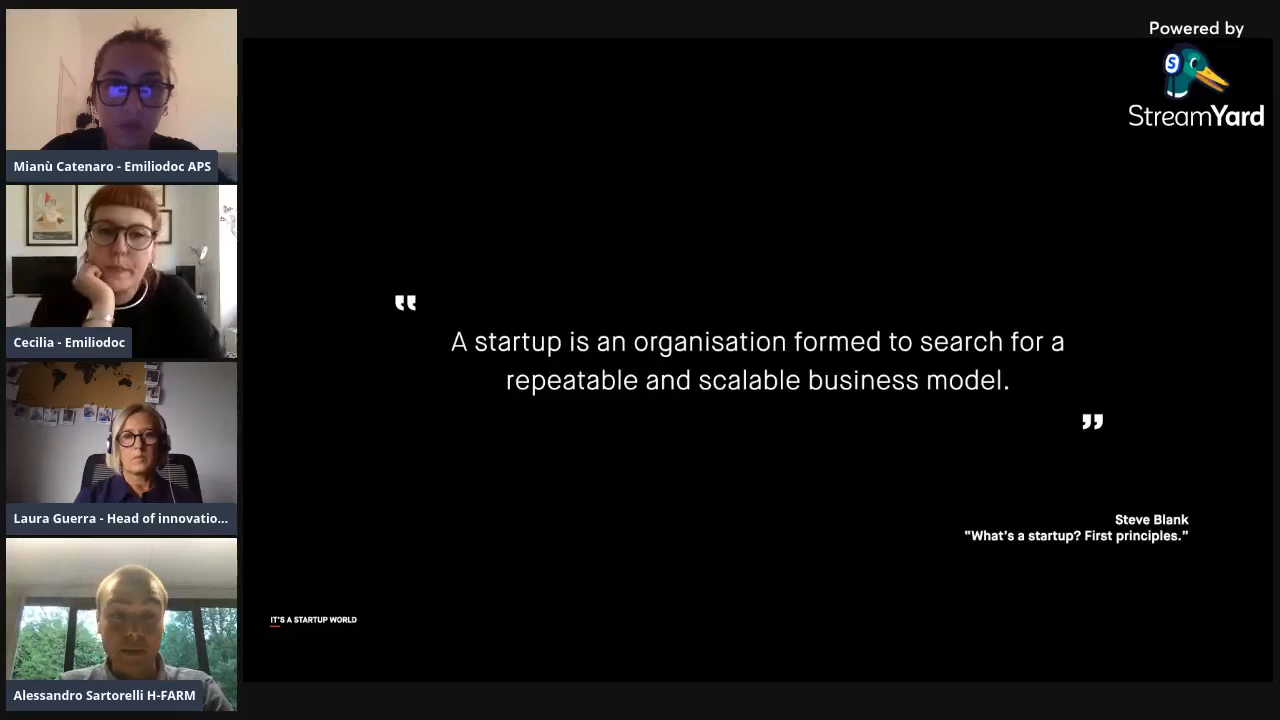 Powered by
S
StreamYard
Mianù Catenaro - Emiliodoc APS
Cecilia - Emiliodoc
Laura Guerra - Head of innovatio...
Alessandro Sartorelli H-FARM
"
A startup is an organisation formed to search for a
repeatable and scalable business model.
"
Steve Blank
"What's a startup? First principles."
IT'S A STARTUP WORLD